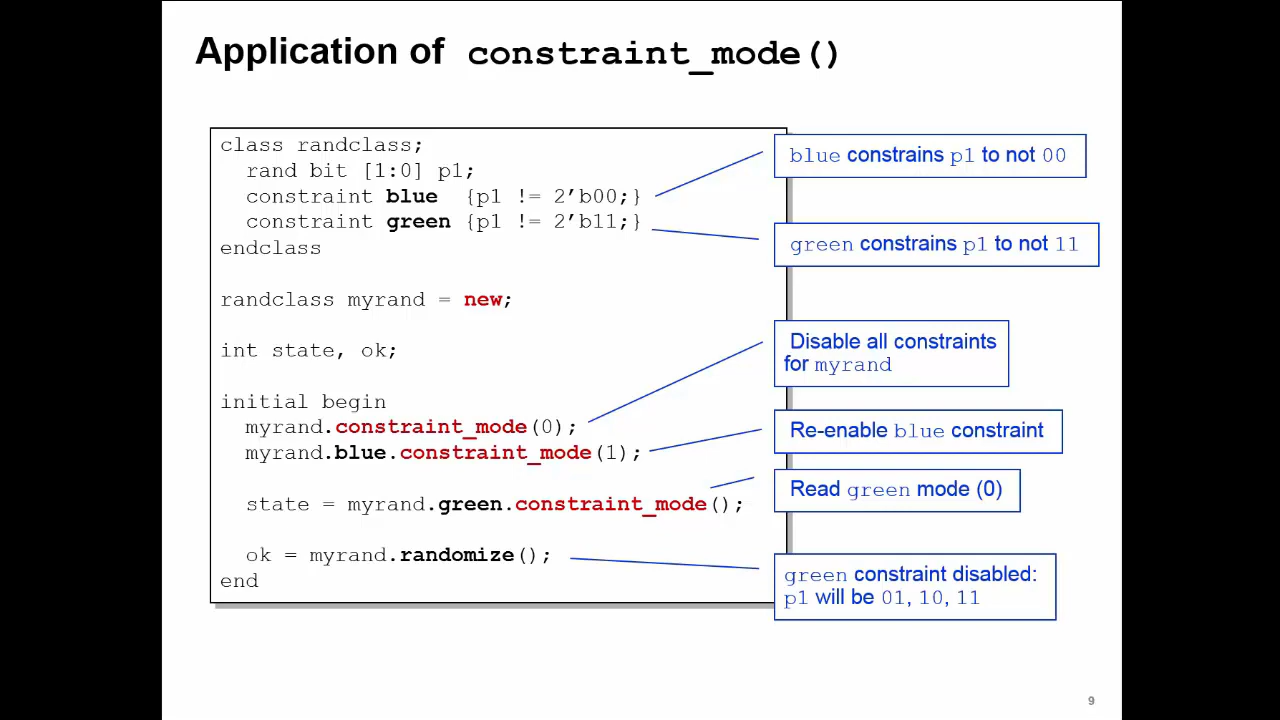 Application of constraint_mode()
class randclass;
rand bit [1:0] p1;
constraint blue {p1 != 2’b00;}
constraint green {p1 != 2’b11;}
endclass
randclass myrand = new;
int state, ok;
initial begin
myrand.constraint_mode(0);
myrand.blue.constraint_mode(1);
state = myrand.green.constraint_mode();
ok = myrand.randomize();
end
blue constrains p1 to not 00
green constrains p1 to not 11
Disable all constraints
for myrand
Re-enable blue constraint
Read green mode (0)
green constraint disabled:
p1 will be 01, 10, 11
9